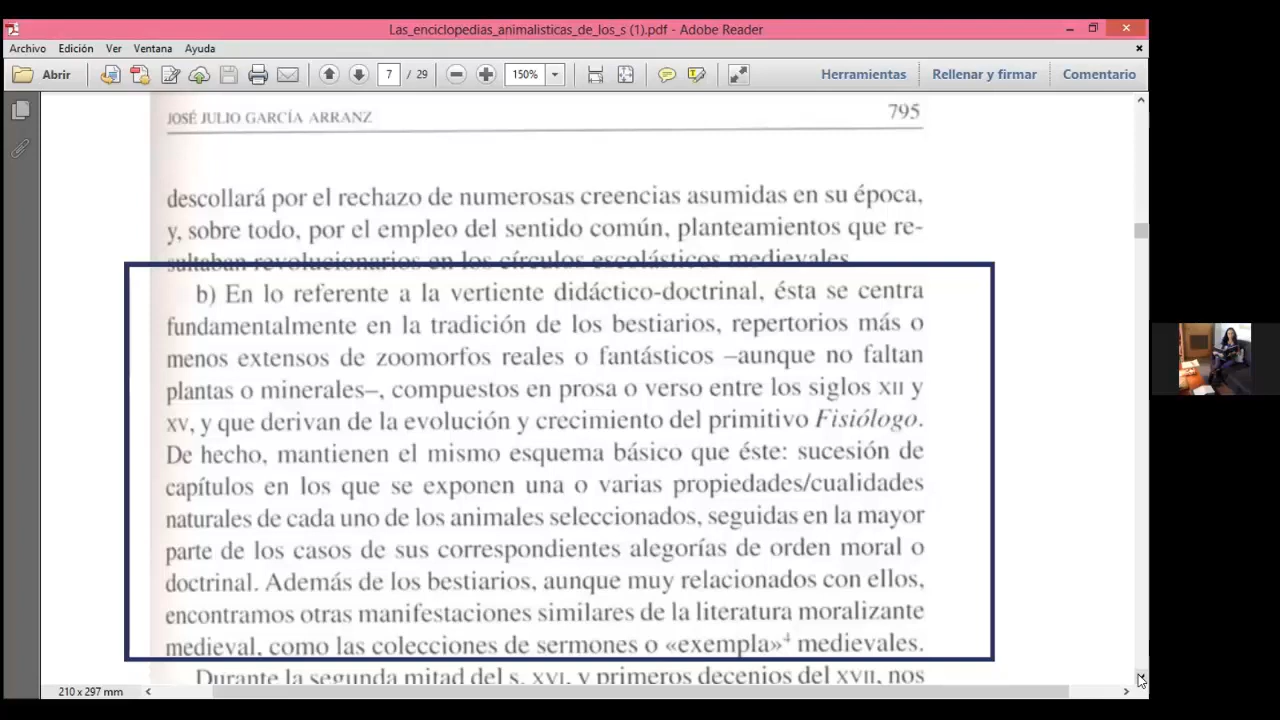 Las_enciclopedias_animalisticas_de_los_s (1).pdf - Adobe Reader
Archivo Edición Ver Ventana Ayuda
Abrir 7 / 29 150% Herramientas Rellenar y firmar Comentario
JOSÉ JULIO GARCÍA ARRANZ 795
descollará por el rechazo de numerosas creencias asumidas en su época,
y, sobre todo, por el empleo del sentido común, planteamientos que re-
sultaban revolucionarios en los círculos escolásticos medievales.
b) En lo referente a la vertiente didáctico-doctrinal, ésta se centra
fundamentalmente en la tradición de los bestiarios, repertorios más o
menos extensos de zoomorfos reales o fantásticos –aunque no faltan
plantas o minerales–, compuestos en prosa o verso entre los siglos XII y
XV, y que derivan de la evolución y crecimiento del primitivo Fisiólogo.
De hecho, mantienen el mismo esquema básico que éste: sucesión de
capítulos en los que se exponen una o varias propiedades/cualidades
naturales de cada uno de los animales seleccionados, seguidas en la mayor
parte de los casos de sus correspondientes alegorías de orden moral o
doctrinal. Además de los bestiarios, aunque muy relacionados con ellos,
encontramos otras manifestaciones similares de la literatura moralizante
medieval, como las colecciones de sermones o «exempla»4 medievales.
Durante la segunda mitad del s. XVI, y primeros decenios del XVII, nos
210 x 297 mm